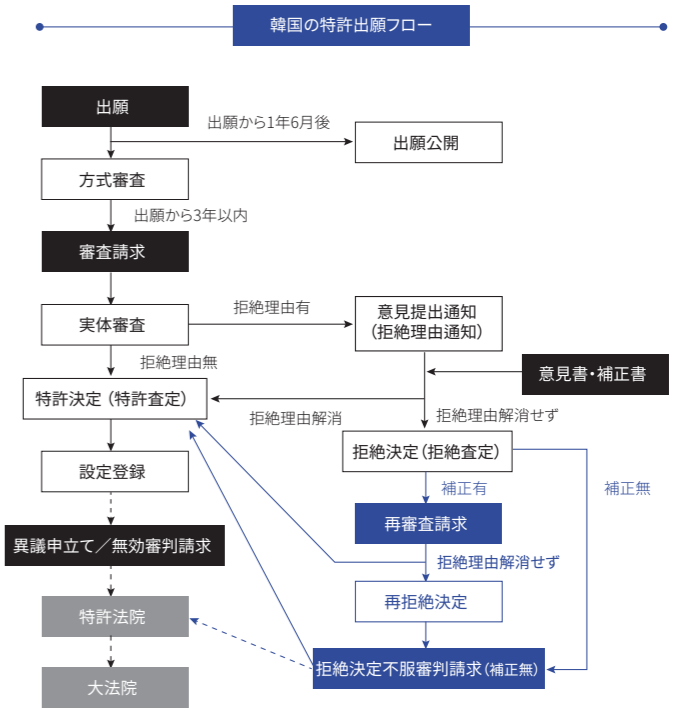 韓国の特許出願フロー
出願
出願から1年6月後
出願公開
方式審査
出願から3年以内
審査請求
実体審査
拒絶理由有
意見提出通知
（拒絶理由通知）
拒絶理由無
意見書・補正書
特許決定（特許査定）
拒絶理由解消
拒絶理由解消せず
拒絶決定（拒絶査定）
設定登録
補正有
補正無
再審査請求
異議申立て／無効審判請求
拒絶理由解消せず
再拒絶決定
特許法院
拒絶決定不服審判請求（補正無）
大法院